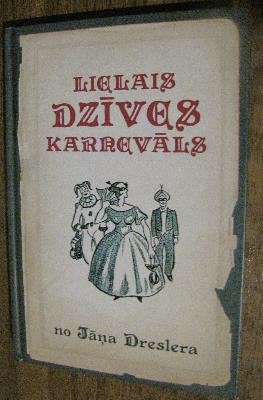 LIELAIS
DZĪVES
KARNEVĀLS
no Jāņa Dreslera